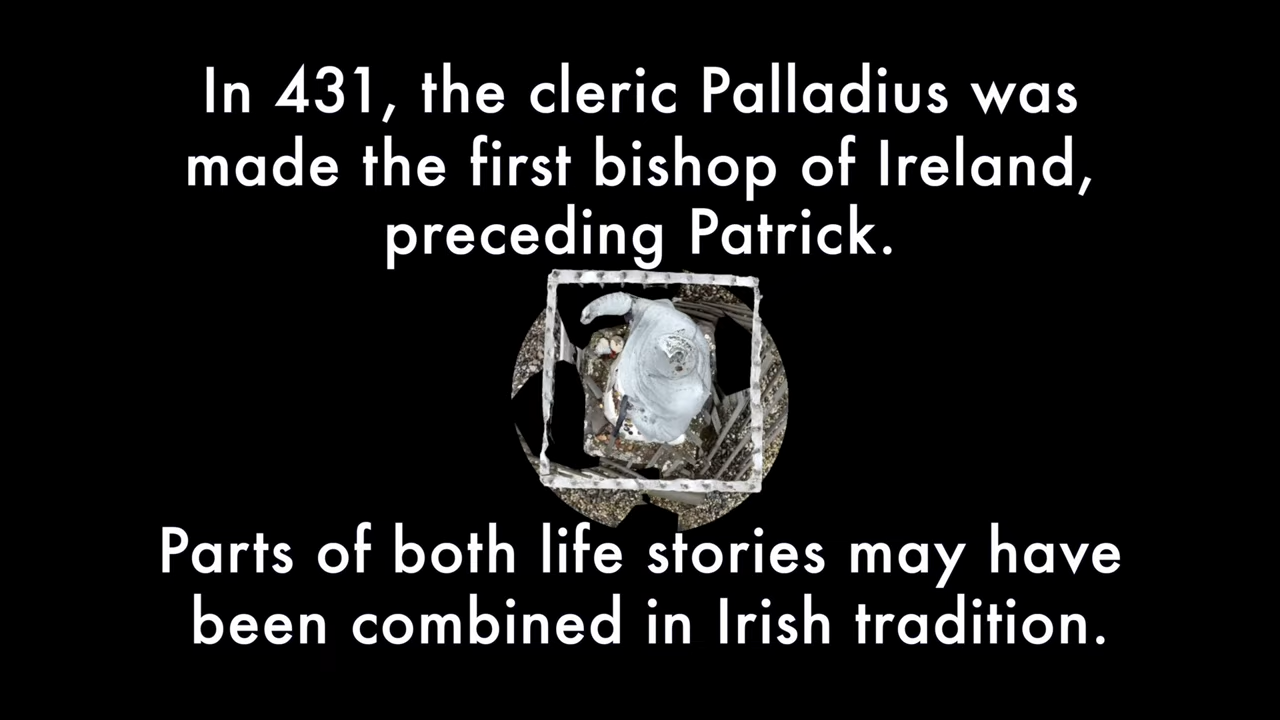 In 431, the cleric Palladius was
made the first bishop of Ireland,
preceding Patrick.
Parts of both life stories may have
been combined in Irish tradition.